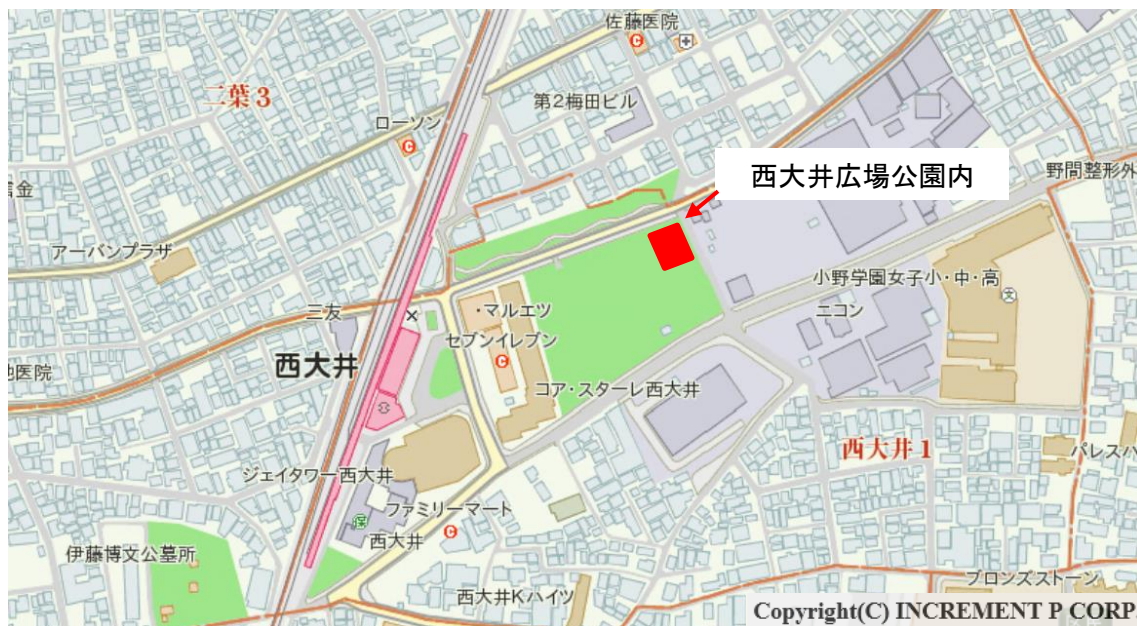 佐藤医院
二葉3
第2梅田ビル
ローソン
西大井広場公園内
野間整形外
信金
アーバンプラザ
小野学園女子小・中・高
三友
・マルエツ
ニコン
セブンイレブン
西大井
池医院
コア・スターレ西大井
西大井1
パレスハ
ジェイタワー西大井
ファミリーマート
西大井
伊藤博文公墓所
ブロンズストーン
西大井Kハイツ
Copyright(C) INCREMENT P CORP